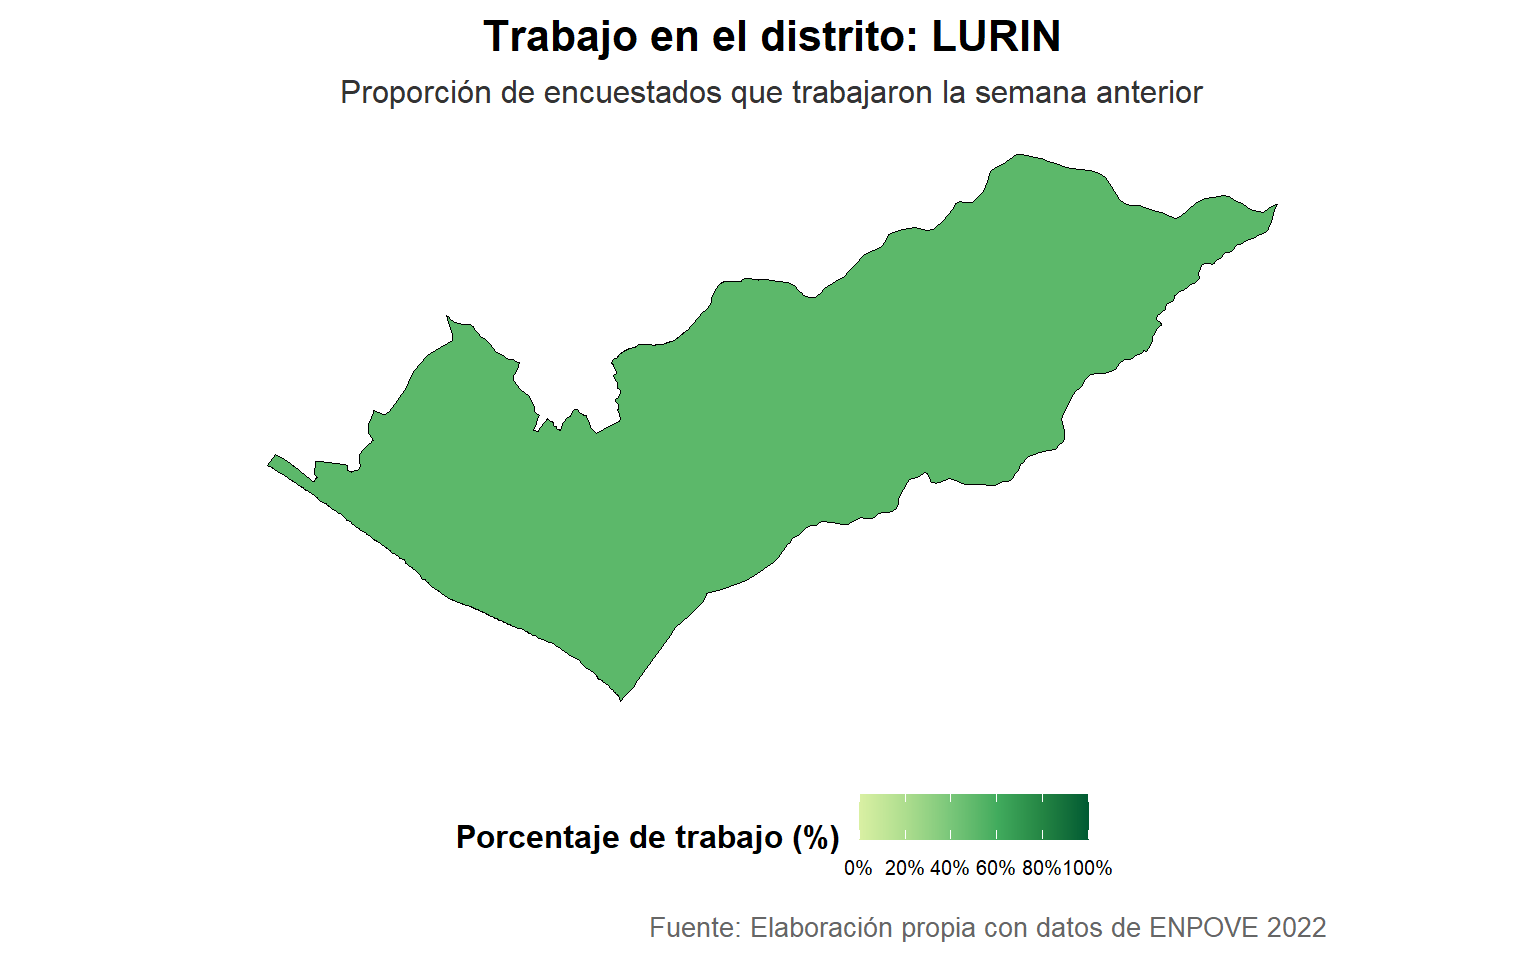 Trabajo en el distrito: LURIN
Proporción de encuestados que trabajaron la semana anterior
Porcentaje de trabajo (%)
0% 20% 40% 60% 80% 100%
Fuente: Elaboración propia con datos de ENPOVE 2022